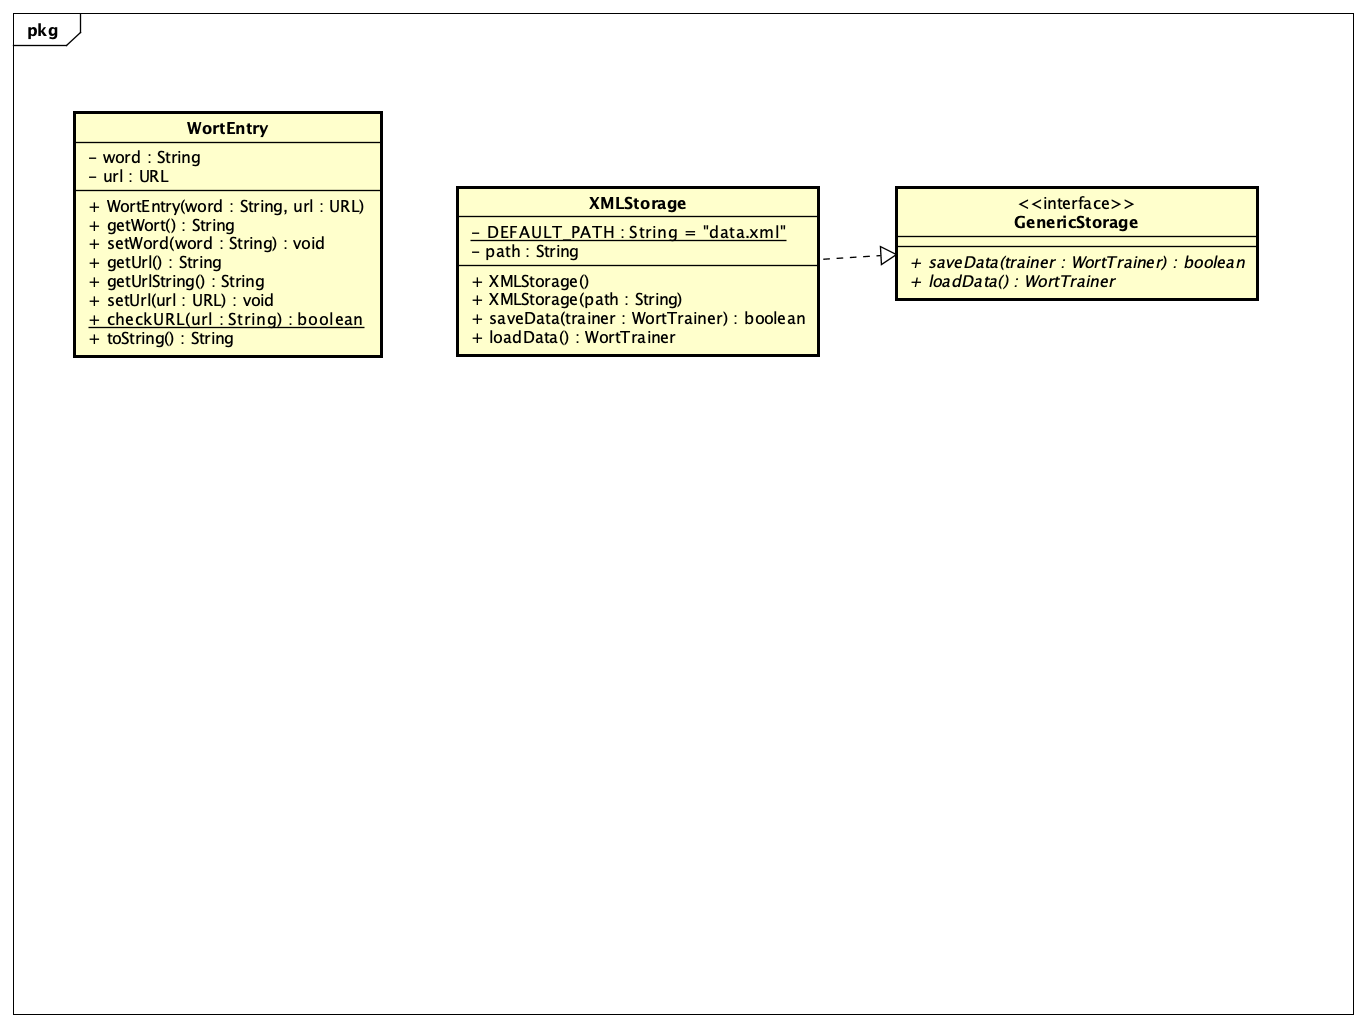 pkg
WortEntry
- word : String
- url : URL
+ WortEntry(word : String, url : URL)
+ getWort() : String
+ setWord(word : String) : void
+ getUrl() : String
+ getUrlString() : String
+ setUrl(url : URL) : void
+ checkURL(url : String) : boolean
+ toString() : String
XMLStorage
- DEFAULT_PATH : String = "data.xml"
- path : String
+ XMLStorage()
+ XMLStorage(path : String)
+ saveData(trainer : WortTrainer) : boolean
+ loadData() : WortTrainer
<<interface>>
GenericStorage
+ saveData(trainer : WortTrainer) : boolean
+ loadData() : WortTrainer